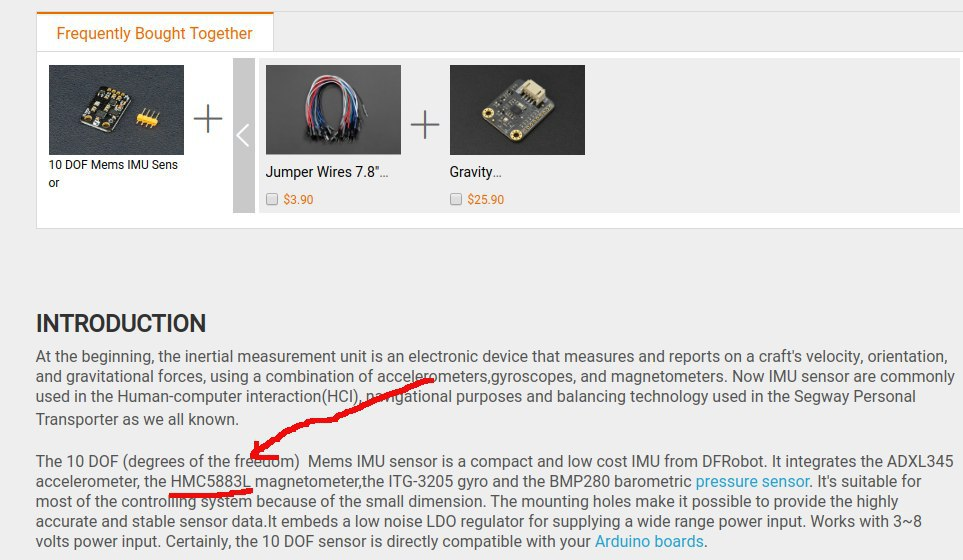 Frequently Bought Together
10 DOF Mems IMU Sens
or
Jumper Wires 7.8"...
$3.90
Gravity...
$25.90
INTRODUCTION
At the beginning, the inertial measurement unit is an electronic device that measures and reports on a craft's velocity, orientation,
and gravitational forces, using a combination of accelerometers,gyroscopes, and magnetometers. Now IMU sensor are commonly
used in the Human-computer interaction(HCI), navigational purposes and balancing technology used in the Segway Personal
Transporter as we all known.
The 10 DOF (degrees of the freedom) Mems IMU sensor is a compact and low cost IMU from DFRobot. It integrates the ADXL345
accelerometer, the HMC5883L magnetometer,the ITG-3205 gyro and the BMP280 barometric pressure sensor. It's suitable for
most of the controlling system because of the small dimension. The mounting holes make it possible to provide the highly
accurate and stable sensor data.It embeds a low noise LDO regulator for supplying a wide range power input. Works with 3~8
volts power input. Certainly, the 10 DOF sensor is directly compatible with your Arduino boards.